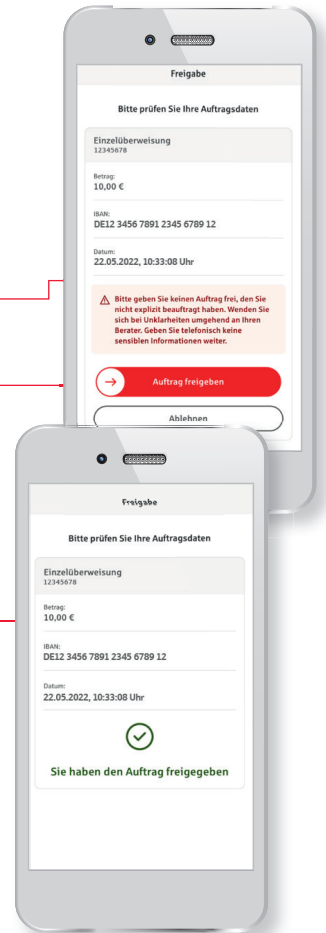 Freigabe
Bitte prüfen Sie Ihre Auftragsdaten
Einzelüberweisung
12345678
Betrag:
10,00 €
IBAN:
DE12 3456 7891 2345 6789 12
Datum:
22.05.2022, 10:33:08 Uhr
Bitte geben Sie keinen Auftrag frei, den Sie
nicht explizit beauftragt haben. Wenden Sie
sich bei Unklarheiten umgehend an Ihren
Berater. Geben Sie telefonisch keine
sensiblen Informationen weiter.
Auftrag freigeben
Ablehnen
Freigabe
Bitte prüfen Sie Ihre Auftragsdaten
Einzelüberweisung
12345678
Betrag:
10,00 €
IBAN:
DE12 3456 7891 2345 6789 12
Datum:
22.05.2022, 10:33:08 Uhr
Sie haben den Auftrag freigegeben